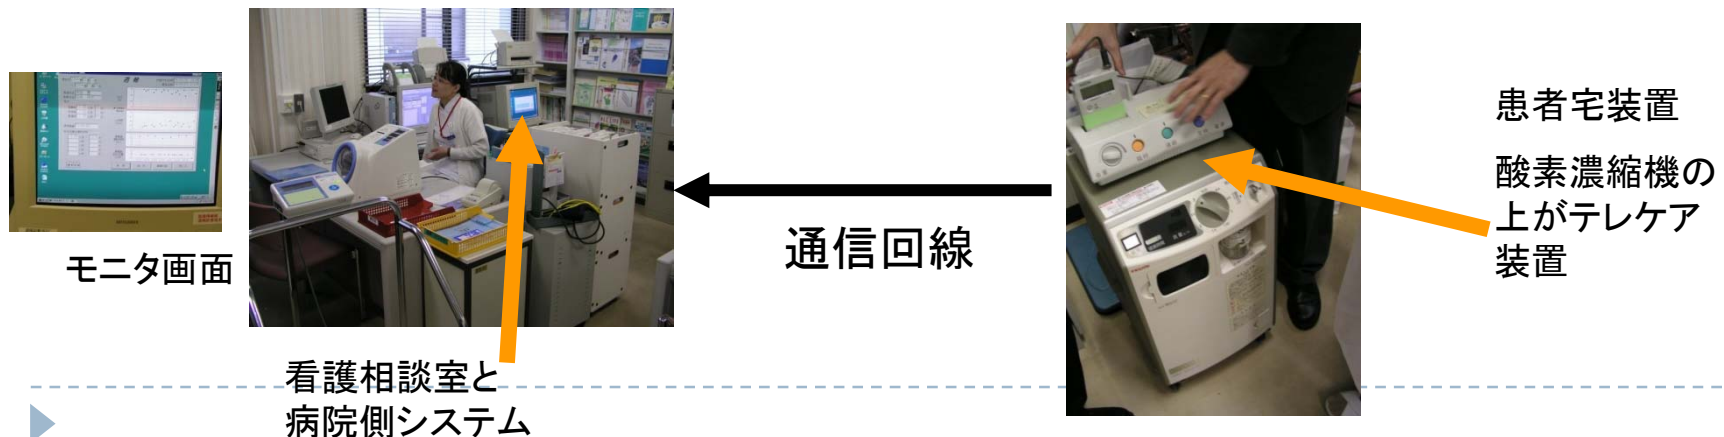 モニタ画面
看護相談室と
病院側システム
通信回線
患者宅装置
酸素濃縮機の
上がテレケア
装置